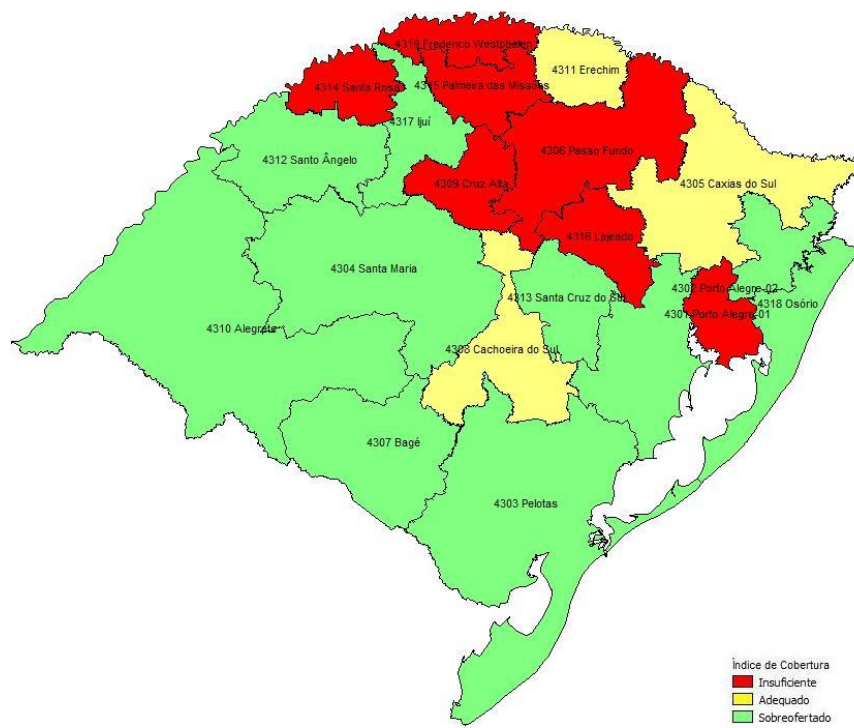 4319 Frederico Westphalen
4311 Erechim
4314 Santa Rosa
4315 Palmeira das Missões
4317 Ijuí
4306 Passo Fundo
4312 Santo Ângelo
4309 Cruz Alta
4305 Caxias do Sul
4316 Lajeado
4304 Santa Maria
4302 Porto Alegre-02
4313 Santa Cruz do Sul
4318 Osório
4301 Porto Alegre-01
4310 Alegrete
4308 Cachoeira do Sul
4307 Bagé
4303 Pelotas
Índice de Cobertura
Insuficiente
Adequado
Sobreofertado